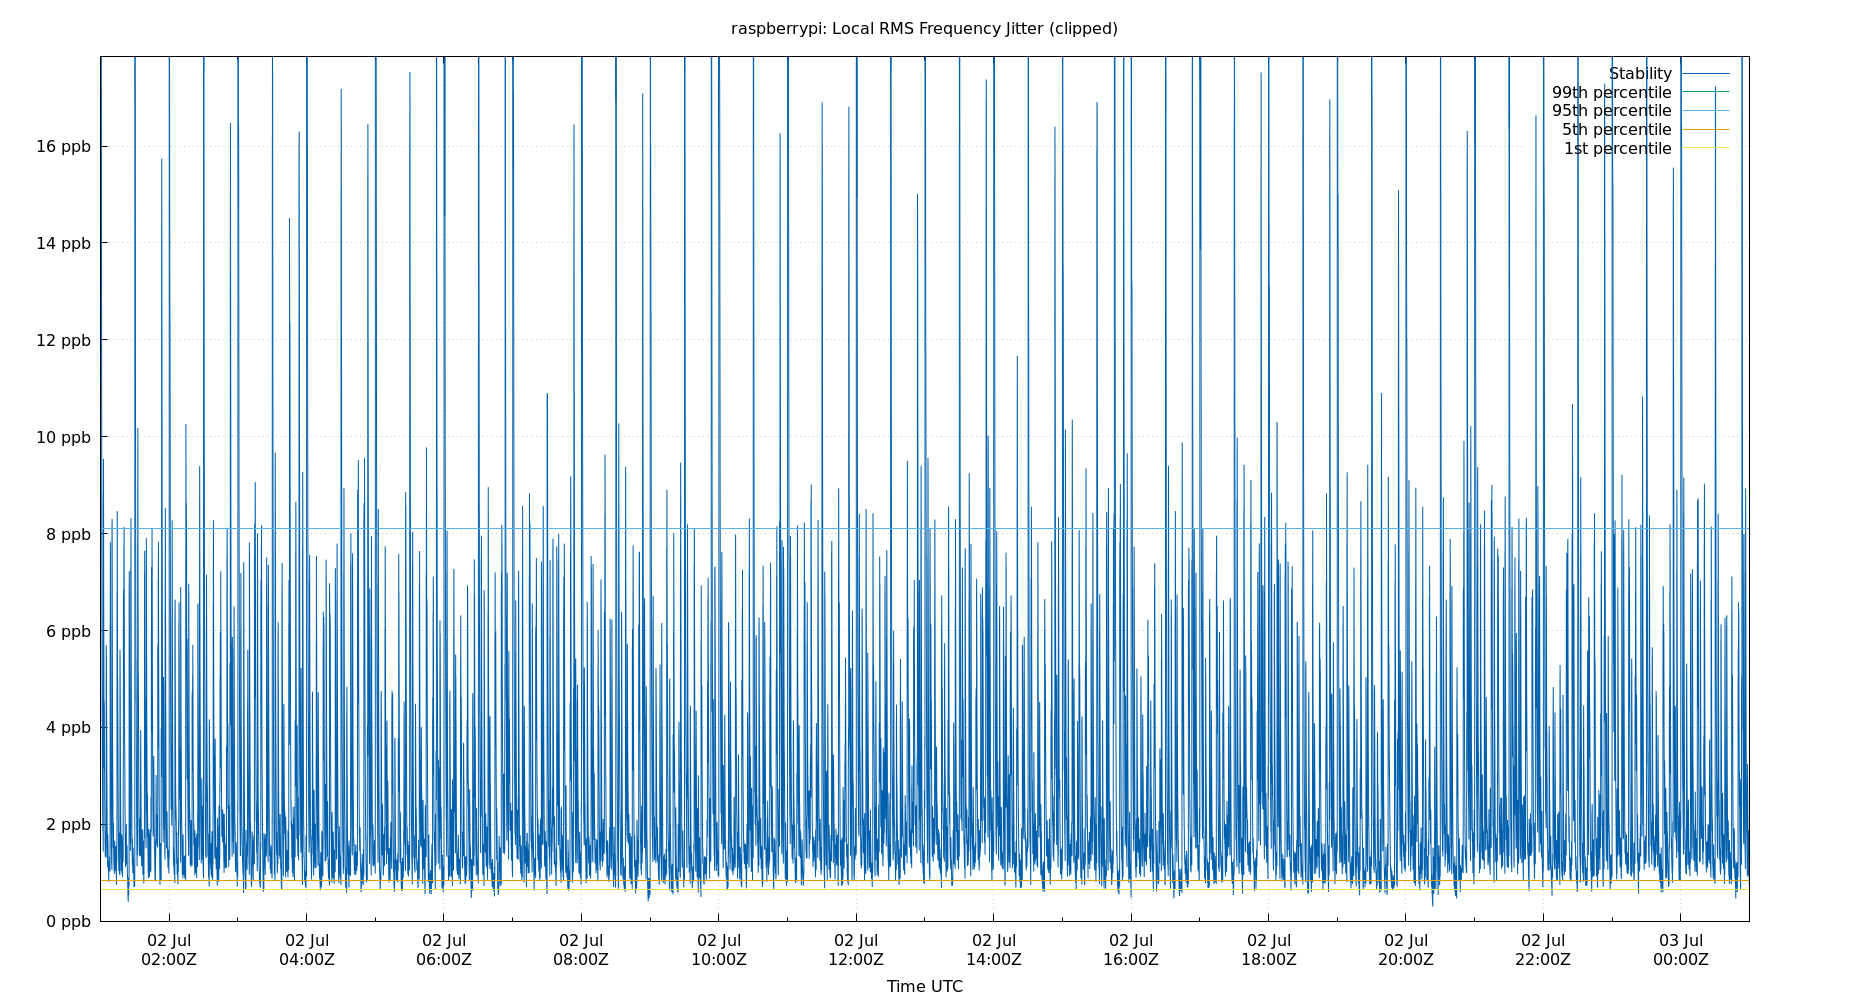 raspberrypi: Local RMS Frequency Jitter (clipped)
Stability
99th percentile
95th percentile
5th percentile
1st percentile
16 ppb
14 ppb
12 ppb
10 ppb
8 ppb
6 ppb
4 ppb
2 ppb
0 ppb
02 Jul 02 Jul 02 Jul 02 Jul 02 Jul 02 Jul 02 Jul 02 Jul 02 Jul 02 Jul 02 Jul 03 Jul
02:00Z 04:00Z 06:00Z 08:00Z 10:00Z 12:00Z 14:00Z 16:00Z 18:00Z 20:00Z 22:00Z 00:00Z
Time UTC